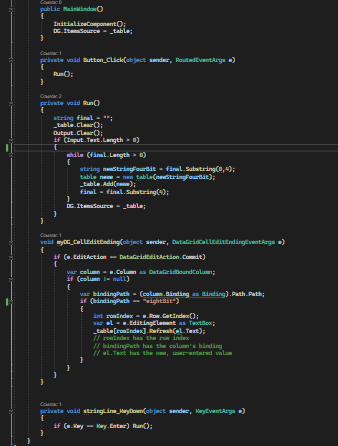 Ссылок: 0
public MainWindow()
{
InitializeComponent();
DG.ItemsSource = _table;
}
Ссылок: 1
private void Button_Click(object sender, RoutedEventArgs e)
{
Run();
}
Ссылок: 2
private void Run()
{
string final = "";
_table.Clear();
Output.Clear();
if (Input.Text.Length > 0)
{
while (final.Length > 0)
{
string newStringFourBit = final.Substring(0,4);
table newe = new table(newStringFourBit);
_table.Add(newe);
final = final.Substring(4);
}
DG.ItemsSource = _table;
}
}
Ссылок: 1
void myDG_CellEditEnding(object sender, DataGridCellEditEndingEventArgs e)
{
if (e.EditAction == DataGridEditAction.Commit)
{
var column = e.Column as DataGridBoundColumn;
if (column != null)
{
var bindingPath = (column.Binding as Binding).Path.Path;
if (bindingPath == "eightBit")
{
int rowIndex = e.Row.GetIndex();
var el = e.EditingElement as TextBox;
_table[rowIndex].Refresh(el.Text);
// rowIndex has the row index
// bindingPath has the column's binding
// el.Text has the new, user-entered value
}
}
}
}
Ссылок: 1
private void stringLine_KeyDown(object sender, KeyEventArgs e)
{
if (e.Key == Key.Enter) Run();
}
}